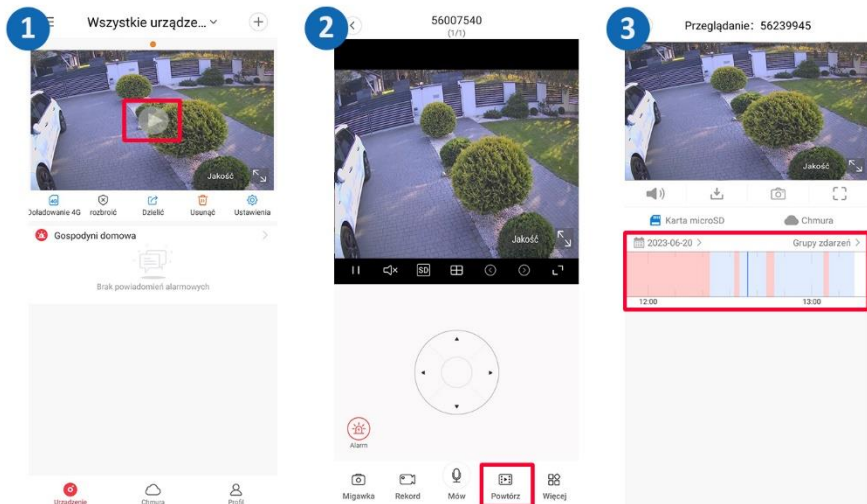 1
Wszystkie urządze...
Jakość
4G
Doładowanie 4G
rozbroić
Dzielić
Usunąć
Ustawienia
Gospodyni domowa
Brak powiadomień alarmowych
Urządzenie
Chmura
Profil
2
56007540
(1/1)
Jakość
SD
Alarm
Migawka
Rekord
Mów
Powtórz
Więcej
3
Przeglądanie: 56239945
Jakość
Karta microSD
Chmura
2023-06-20
Grupy zdarzeń
12:00
13:00